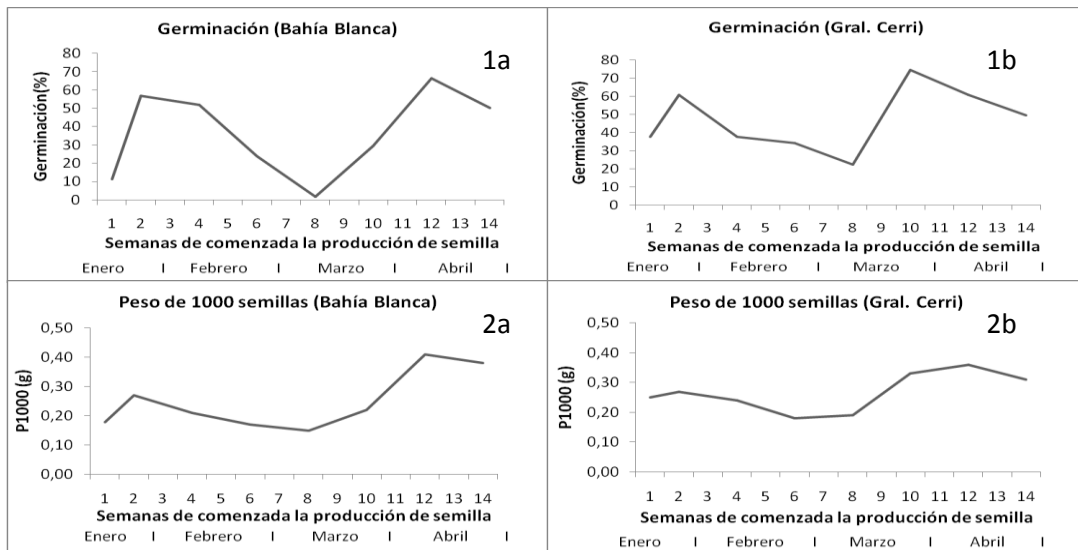 Germinación (Bahía Blanca)
1a
Germinación(%)
80
70
60
50
40
30
20
10
0
1 2 3 4 5 6 7 8 9 10 11 12 13 14
Semanas de comenzada la producción de semilla
Enero I Febrero I Marzo I Abril I
Germinación (Gral. Cerri)
1b
Germinación(%)
80
70
60
50
40
30
20
10
0
1 2 3 4 5 6 7 8 9 10 11 12 13 14
Semanas de comenzada la producción de semilla
Enero I Febrero I Marzo I Abril I
Peso de 1000 semillas (Bahía Blanca)
2a
P1000 (g)
0,50
0,40
0,30
0,20
0,10
0,00
1 2 3 4 5 6 7 8 9 10 11 12 13 14
Semanas de comenzada la producción de semilla
Enero I Febrero I Marzo I Abril I
Peso de 1000 semillas (Gral. Cerri)
2b
P1000 (g)
0,50
0,40
0,30
0,20
0,10
0,00
1 2 3 4 5 6 7 8 9 10 11 12 13 14
Semanas de comenzada la producción de semilla
Enero I Febrero I Marzo I Abril I